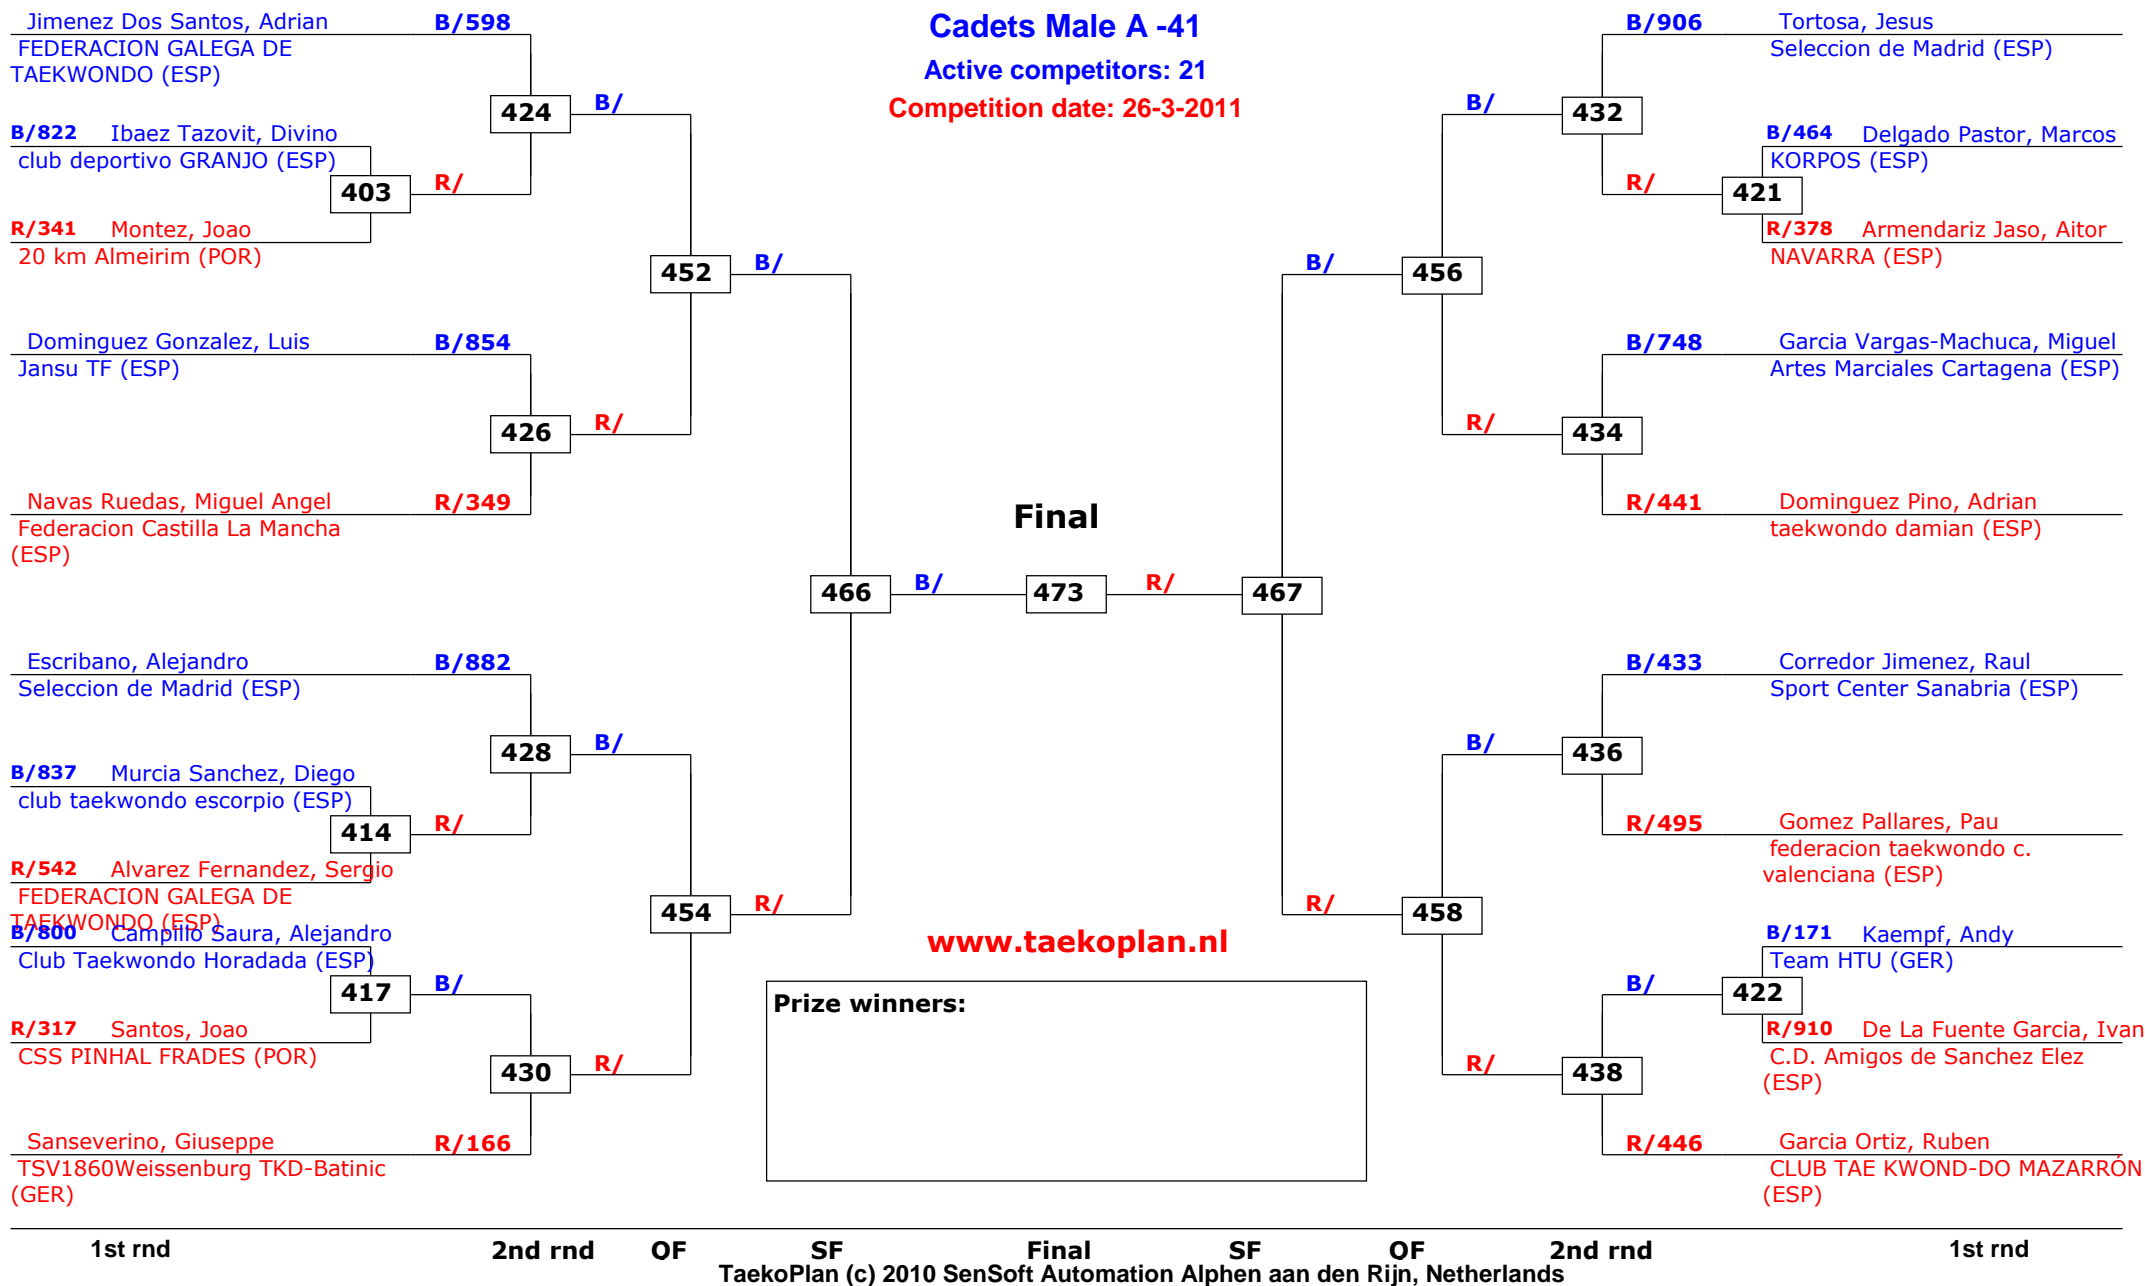 Cadets Male A -41
Active competitors: 21
Competition date: 26-3-2011
Jimenez Dos Santos, Adrian
B/598
FEDERACION GALEGA DE
TAEKWONDO (ESP)
424
B/
B/822 Ibaez Tazovit, Divino
club deportivo GRANJO (ESP)
403
R/
R/341 Montez, Joao
20 km Almeirim (POR)
452
B/
Dominguez Gonzalez, Luis
B/854
Jansu TF (ESP)
426
R/
Navas Ruedas, Miguel Angel
R/349
Federacion Castilla La Mancha
(ESP)
466
B/
Escribano, Alejandro
B/882
Seleccion de Madrid (ESP)
428
B/
B/837 Murcia Sanchez, Diego
club taekwondo escorpio (ESP)
414
R/
R/542 Alvarez Fernandez, Sergio
FEDERACION GALEGA DE
TAEKWONDO (ESP)
454
R/
B/800 Campillo Saura, Alejandro
Club Taekwondo Horadada (ESP)
417
B/
R/317 Santos, Joao
CSS PINHAL FRADES (POR)
430
R/
Sanseverino, Giuseppe
R/166
TSV1860Weissenburg TKD-Batinic
(GER)
Final
473
R/
467
www.taekoplan.nl
Prize winners:
B/906
Tortosa, Jesus
Seleccion de Madrid (ESP)
B/
432
B/464 Delgado Pastor, Marcos
KORPOS (ESP)
R/
421
R/378 Armendariz Jaso, Aitor
NAVARRA (ESP)
B/
456
B/748
Garcia Vargas-Machuca, Miguel
Artes Marciales Cartagena (ESP)
R/
434
R/441
Dominguez Pino, Adrian
taekwondo damian (ESP)
B/433
Corredor Jimenez, Raul
Sport Center Sanabria (ESP)
B/
436
R/495
Gomez Pallares, Pau
federacion taekwondo c.
valenciana (ESP)
R/
458
B/171 Kaempf, Andy
Team HTU (GER)
B/
422
R/910 De La Fuente Garcia, Ivan
C.D. Amigos de Sanchez Elez
(ESP)
R/
438
R/446
Garcia Ortiz, Ruben
CLUB TAE KWOND-DO MAZARRÓN
(ESP)
1st rnd 2nd rnd QF SF Final SF QF 2nd rnd 1st rnd
TaekoPlan (c) 2010 SenSoft Automation Alphen aan den Rijn, Netherlands